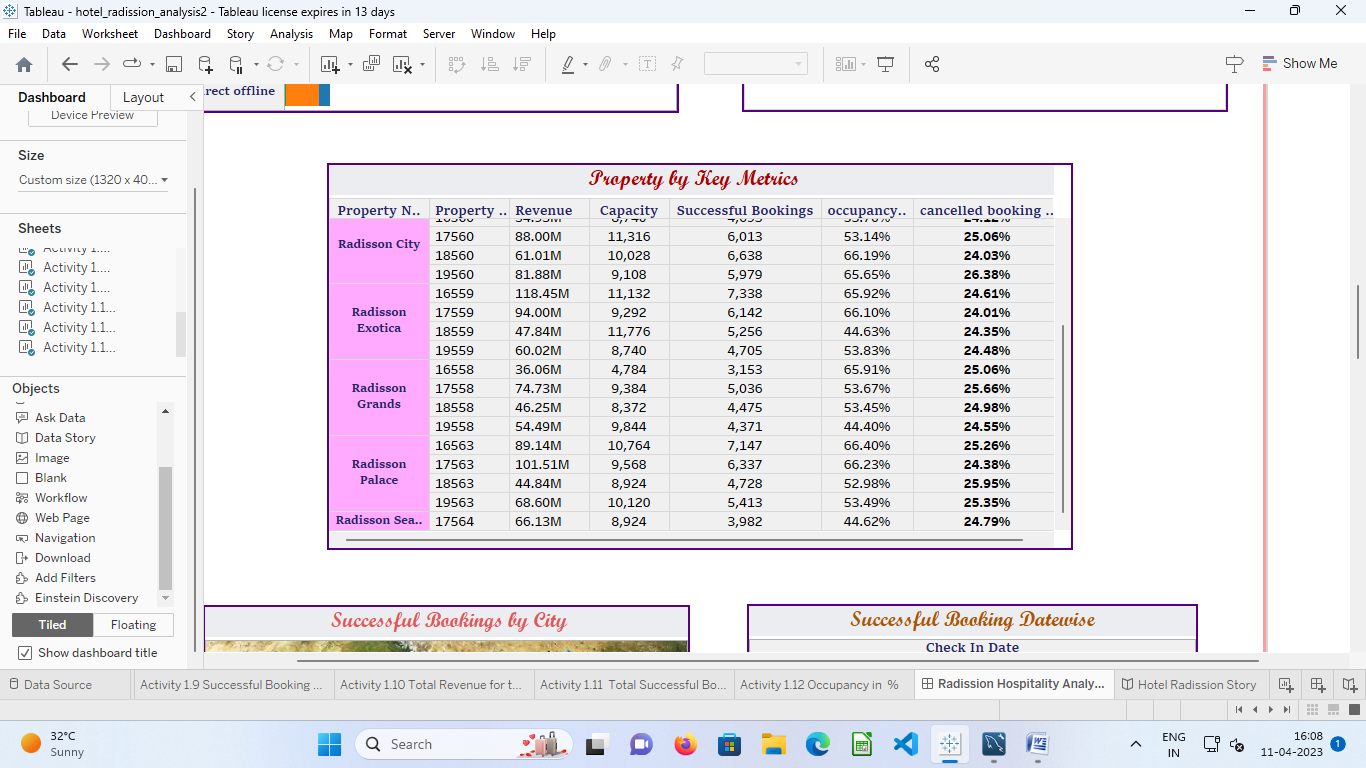 Tableau - hotel_radission_analysis2 - Tableau license expires in 13 days
File Data Worksheet Dashboard Story Analysis Map Format Server Window Help
Show Me
Dashboard Layout
Device Preview
Size
Custom size (1320 x 40...
Sheets
Activity 1....
Activity 1....
Activity 1....
Activity 1.1...
Activity 1.1...
Activity 1.1...
Objects
Ask Data
Data Story
Image
Blank
Workflow
Web Page
Navigation
Download
Add Filters
Einstein Discovery
Tiled Floating
Show dashboard title
rect offline
Property by Key Metrics
Property N.. Property .. Revenue Capacity Successful Bookings occupancy.. cancelled booking ..
Radisson City
17560 88.00M 11,316 6,013 53.14% 25.06%
18560 61.01M 10,028 6,638 66.19% 24.03%
19560 81.88M 9,108 5,979 65.65% 26.38%
Radisson
Exotica
16559 118.45M 11,132 7,338 65.92% 24.61%
17559 94.00M 9,292 6,142 66.10% 24.01%
18559 47.84M 11,776 5,256 44.63% 24.35%
19559 60.02M 8,740 4,705 53.83% 24.48%
Radisson
Grands
16558 36.06M 4,784 3,153 65.91% 25.06%
17558 74.73M 9,384 5,036 53.67% 25.66%
18558 46.25M 8,372 4,475 53.45% 24.98%
19558 54.49M 9,844 4,371 44.40% 24.55%
Radisson
Palace
16563 89.14M 10,764 7,147 66.40% 25.26%
17563 101.51M 9,568 6,337 66.23% 24.38%
18563 44.84M 8,924 4,728 52.98% 25.95%
19563 68.60M 10,120 5,413 53.49% 25.35%
Radisson Sea.. 17564 66.13M 8,924 3,982 44.62% 24.79%
Successful Bookings by City
Successful Booking Datewise
Check In Date
Data Source Activity 1.9 Successful Booking ... Activity 1.10 Total Revenue for t... Activity 1.11 Total Successful Bo... Activity 1.12 Occupancy in % Radission Hospitality Analy... Hotel Radission Story
32°C
Sunny
Search
ENG
IN
16:08
11-04-2023
1